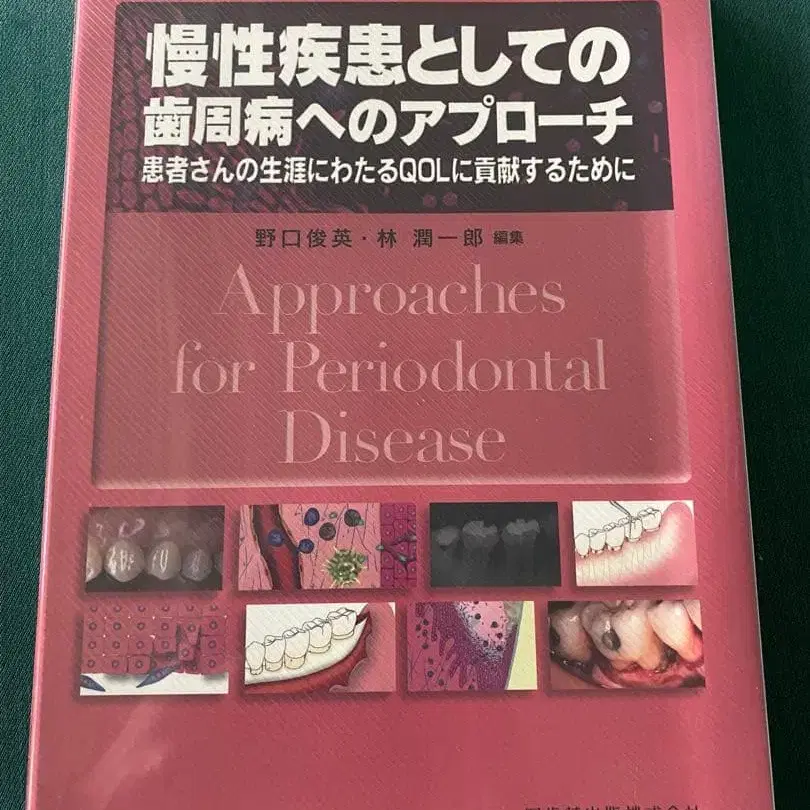 慢性疾患としての
歯周病へのアプローチ
患者さんの生涯にわたるQOLに貢献するために
野口俊英・林 潤一郎 編集
Approaches
for Periodontal
Disease